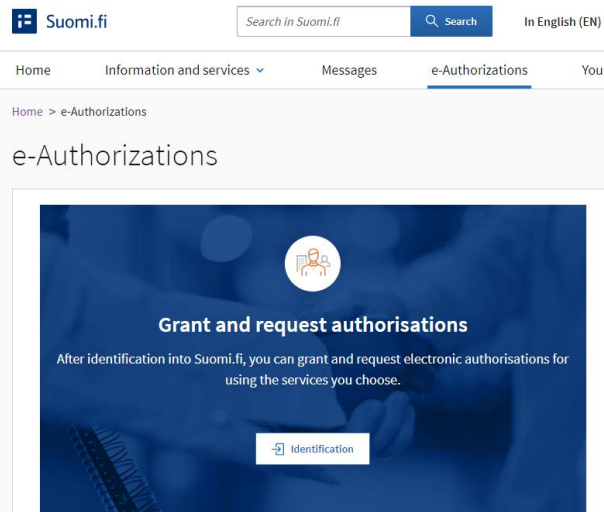 Suomi.fi
Search in Suomi.fi
Search
In English (EN)
Home
Information and services
Messages
e-Authorizations
You
Home > e-Authorizations
e-Authorizations
Grant and request authorisations
After identification into Suomi.fi, you can grant and request electronic authorisations for
using the services you choose.
Identification